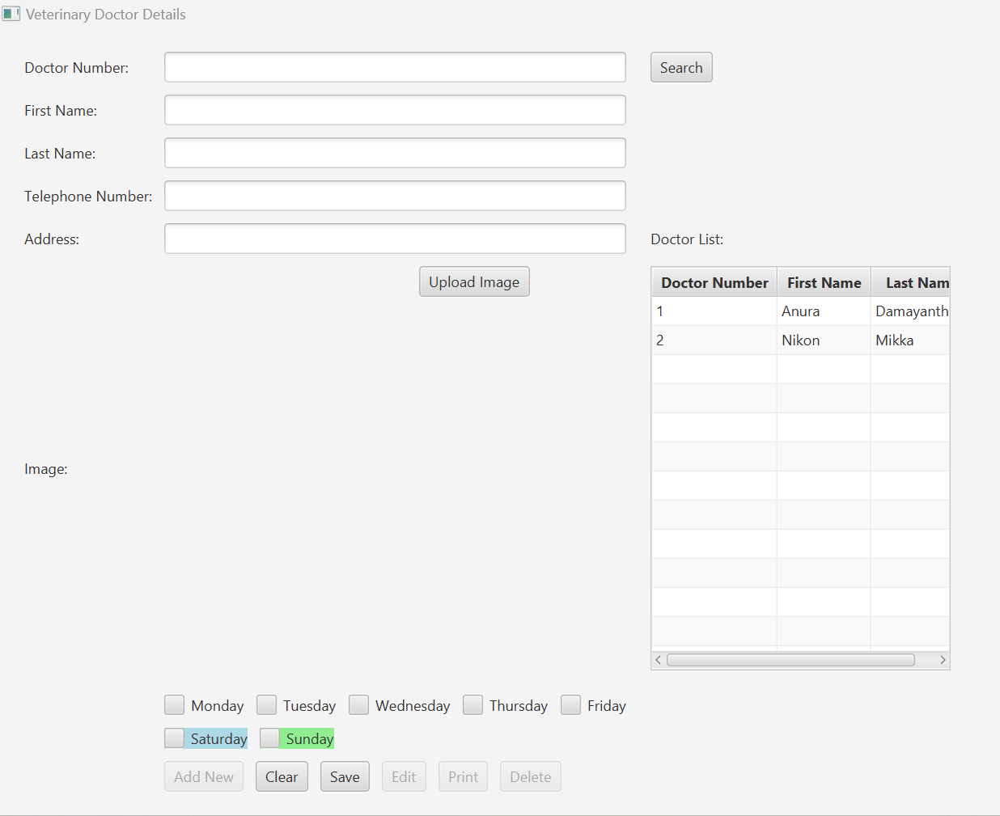 Veterinary Doctor Details
Doctor Number:
Search
First Name:
Last Name:
Telephone Number:
Address:
Doctor List:
Upload Image
Doctor Number First Name Last Nam
1 Anura Damayanth
2 Nikon Mikka
Image:
Monday Tuesday Wednesday Thursday Friday
Saturday Sunday
Add New Clear Save Edit Print Delete